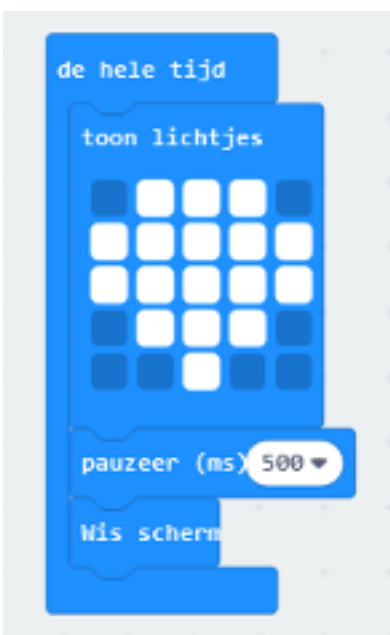 de hele tijd
toon lichtjes
pauzeer (ms) 500
Wis scherm